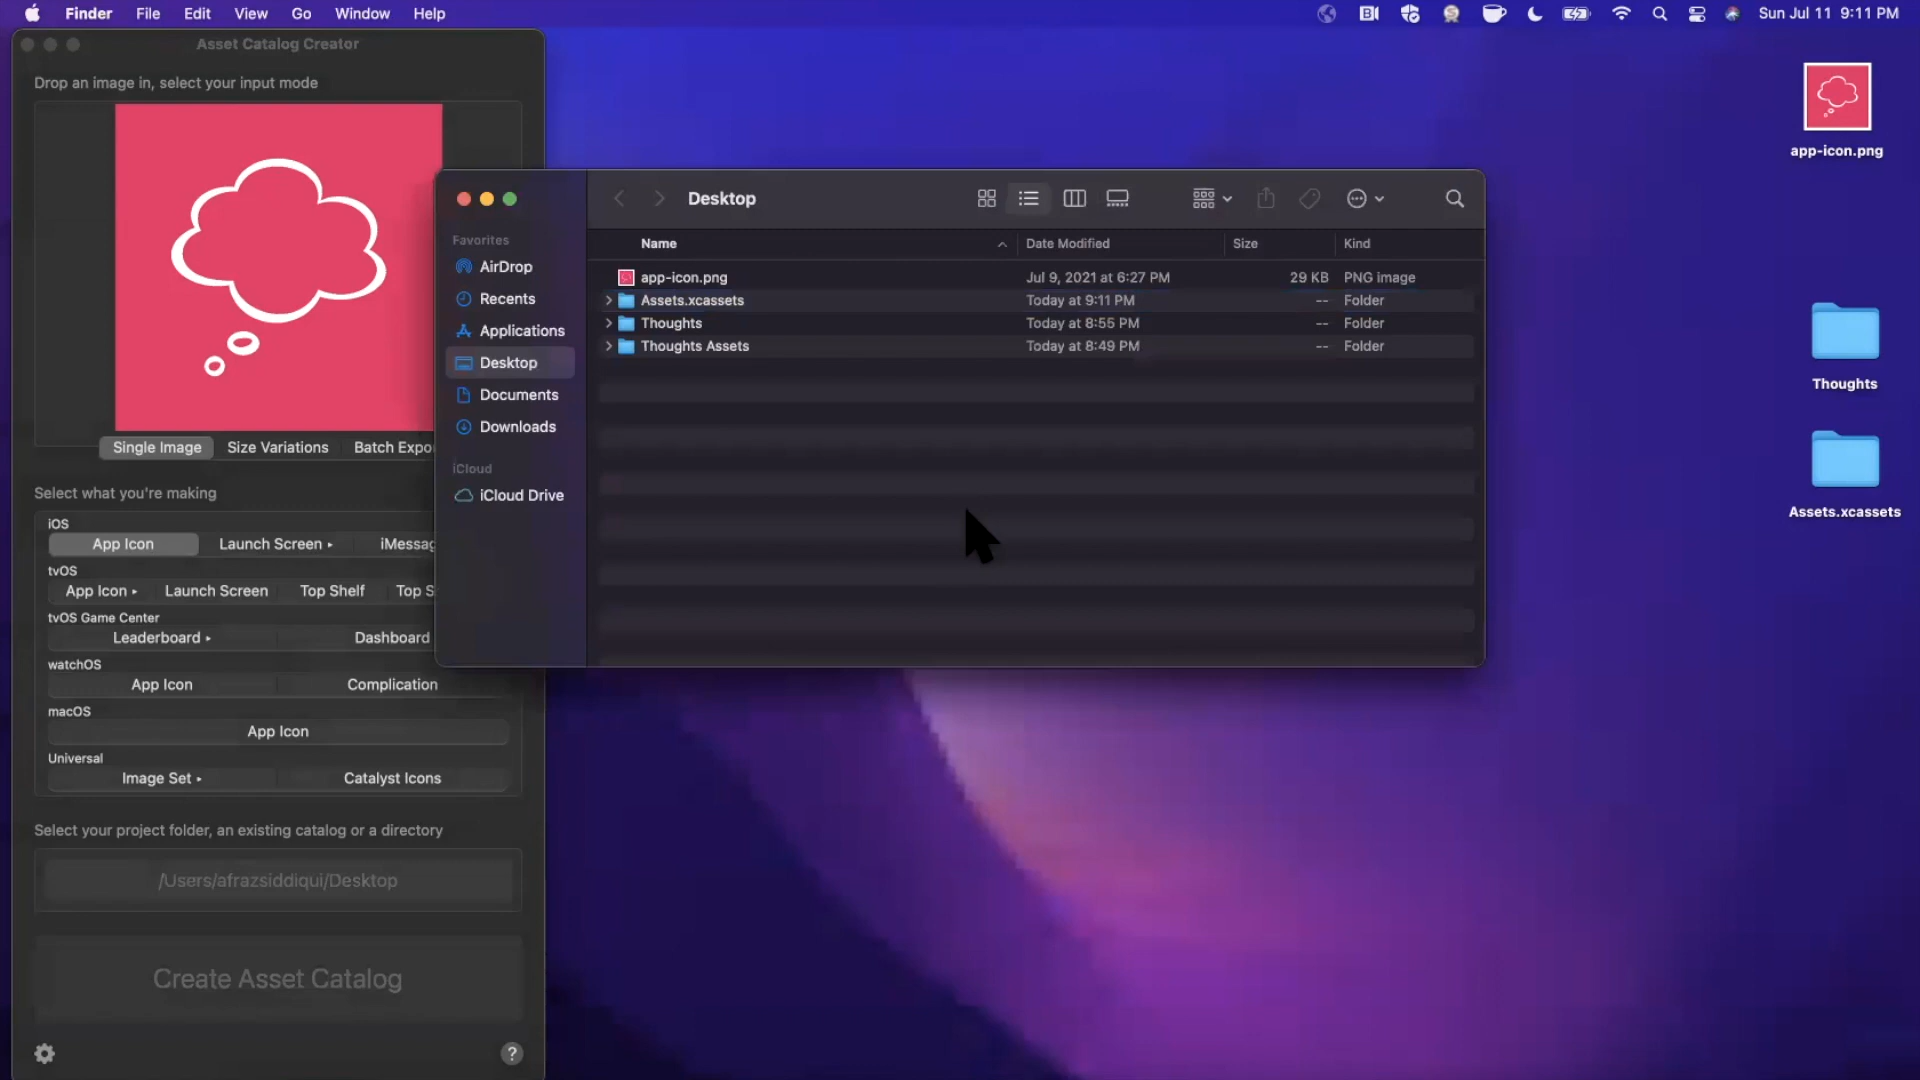 Finder File Edit View Go Window Help Sun Jul 11 9:11 PM
Asset Catalog Creator
Drop an image in, select your input mode
Single Image Size Variations Batch Expo
Select what you're making
iOS
App Icon Launch Screen ▸ iMessag
tvOS
App Icon ▸ Launch Screen Top Shelf Top S
tvOS Game Center
Leaderboard ▸ Dashboard
watchOS
App Icon Complication
macOS
App Icon
Universal
Image Set ▸ Catalyst Icons
Select your project folder, an existing catalog or a directory
/Users/afrazsiddiqui/Desktop
Create Asset Catalog
?
Desktop
Favorites
AirDrop
Recents
Applications
Desktop
Documents
Downloads
iCloud
iCloud Drive
Name Date Modified Size Kind
app-icon.png Jul 9, 2021 at 6:27 PM 29 KB PNG image
Assets.xcassets Today at 9:11 PM -- Folder
Thoughts Today at 8:55 PM -- Folder
Thoughts Assets Today at 8:49 PM -- Folder
app-icon.png
Thoughts
Assets.xcassets